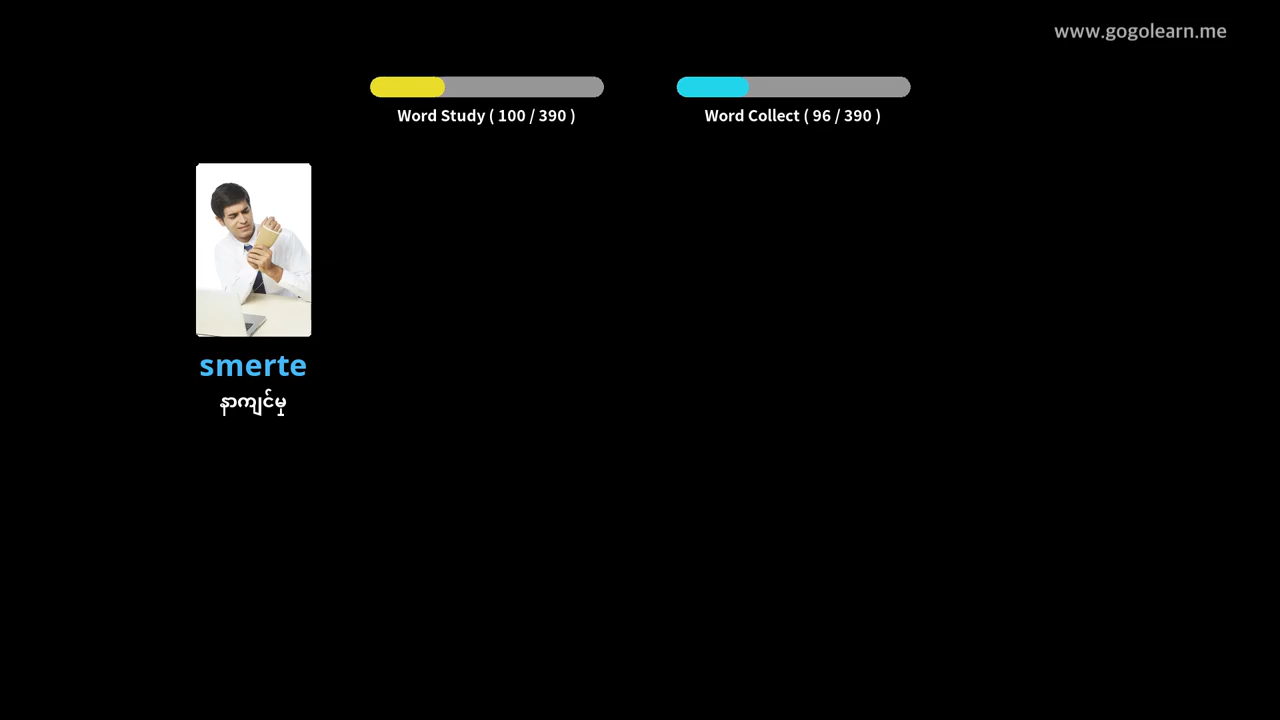 www.gogolearn.me
Word Study ( 100 / 390 )
Word Collect ( 96 / 390 )
smerte
နာကျင်မှ